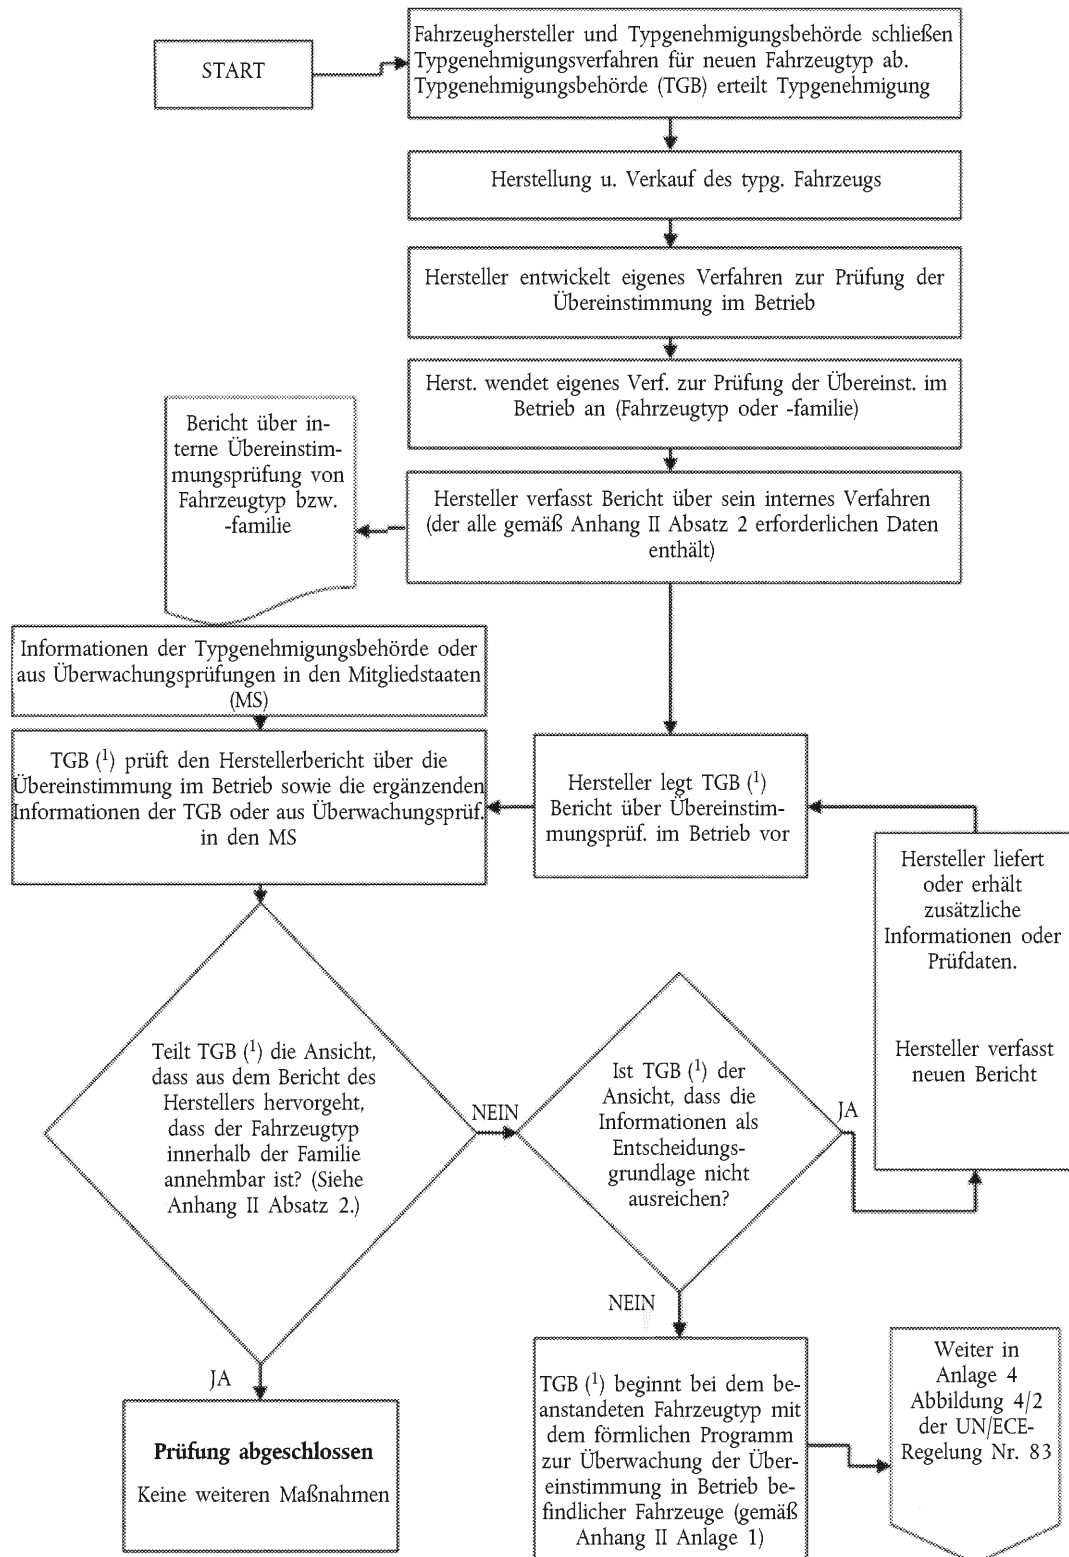 START
Fahrzeughersteller und Typgenehmigungsbehörde schließen
Typgenehmigungsverfahren für neuen Fahrzeugtyp ab.
Typgenehmigungsbehörde (TGB) erteilt Typgenehmigung
Herstellung u. Verkauf des typg. Fahrzeugs
Hersteller entwickelt eigenes Verfahren zur Prüfung der
Übereinstimmung im Betrieb
Herst. wendet eigenes Verf. zur Prüfung der Übereinst. im
Betrieb an (Fahrzeugtyp oder -familie)
Bericht über in-
terne Übereinstim-
mungsprüfung von
Fahrzeugtyp bzw.
-familie
Hersteller verfasst Bericht über sein internes Verfahren
(der alle gemäß Anhang II Absatz 2 erforderlichen Daten
enthält)
Informationen der Typgenehmigungsbehörde oder
aus Überwachungsprüfungen in den Mitgliedstaaten
(MS)
TGB (¹) prüft den Herstellerbericht über die
Übereinstimmung im Betrieb sowie die ergänzenden
Informationen der TGB oder aus Überwachungsprüf.
in den MS
Hersteller legt TGB (¹)
Bericht über Übereinstim-
mungsprüf. im Betrieb vor
Hersteller liefert
oder erhält
zusätzliche
Informationen oder
Prüfdaten.
Hersteller verfasst
neuen Bericht
Teilt TGB (¹) die Ansicht,
dass aus dem Bericht des
Herstellers hervorgeht,
dass der Fahrzeugtyp
innerhalb der Familie
annehmbar ist? (Siehe
Anhang II Absatz 2.)
NEIN
Ist TGB (¹) der
Ansicht, dass die
Informationen als
Entscheidungs-
grundlage nicht
ausreichen?
JA
NEIN
JA
Prüfung abgeschlossen
Keine weiteren Maßnahmen
TGB (¹) beginnt bei dem be-
anstandeten Fahrzeugtyp mit
dem förmlichen Programm
zur Überwachung der Über-
einstimmung in Betrieb be-
findlicher Fahrzeuge (gemäß
Anhang II Anlage 1)
Weiter in
Anlage 4
Abbildung 4/2
der UN/ECE-
Regelung Nr. 83